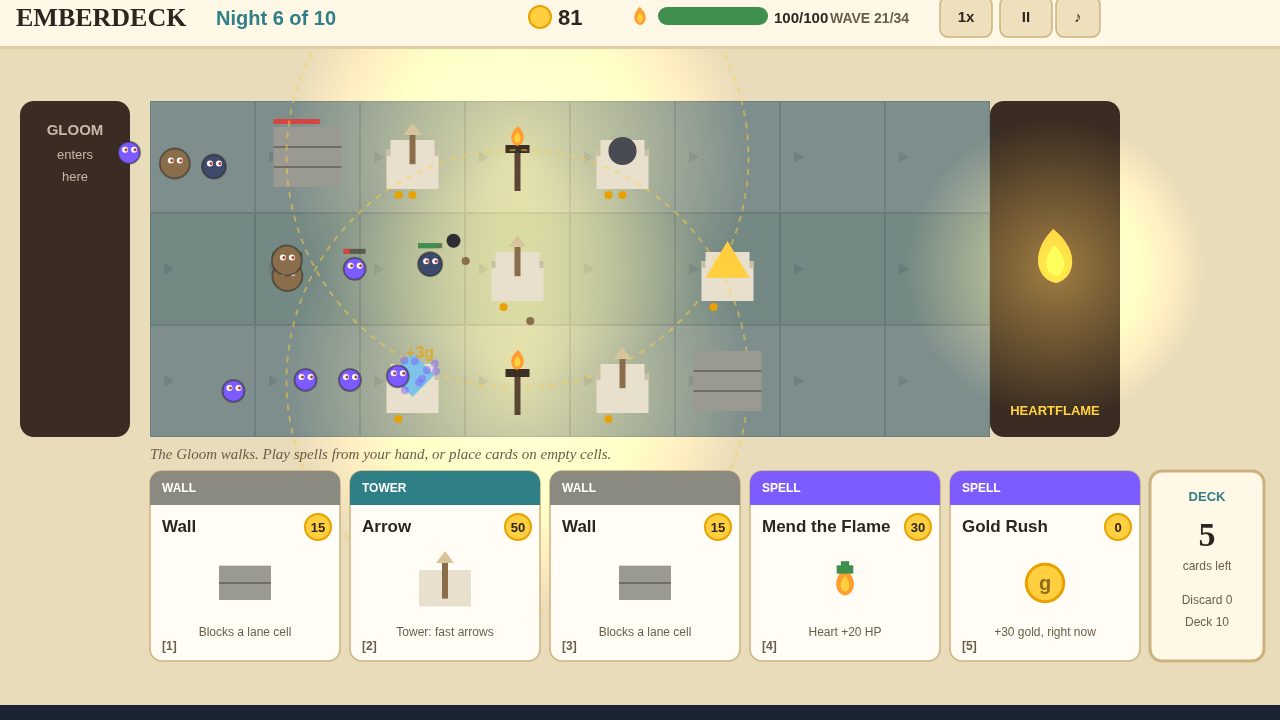 EMBERDECK
Night 6 of 10
81
100/100
WAVE 21/34
1x
II
♪
GLOOM
enters
here
+3g
HEARTFLAME
The Gloom walks. Play spells from your hand, or place cards on empty cells.
WALL
Wall
15
Blocks a lane cell
[1]
TOWER
Arrow
50
Tower: fast arrows
[2]
WALL
Wall
15
Blocks a lane cell
[3]
SPELL
Mend the Flame
30
Heart +20 HP
[4]
SPELL
Gold Rush
0
g
+30 gold, right now
[5]
DECK
5
cards left
Discard 0
Deck 10